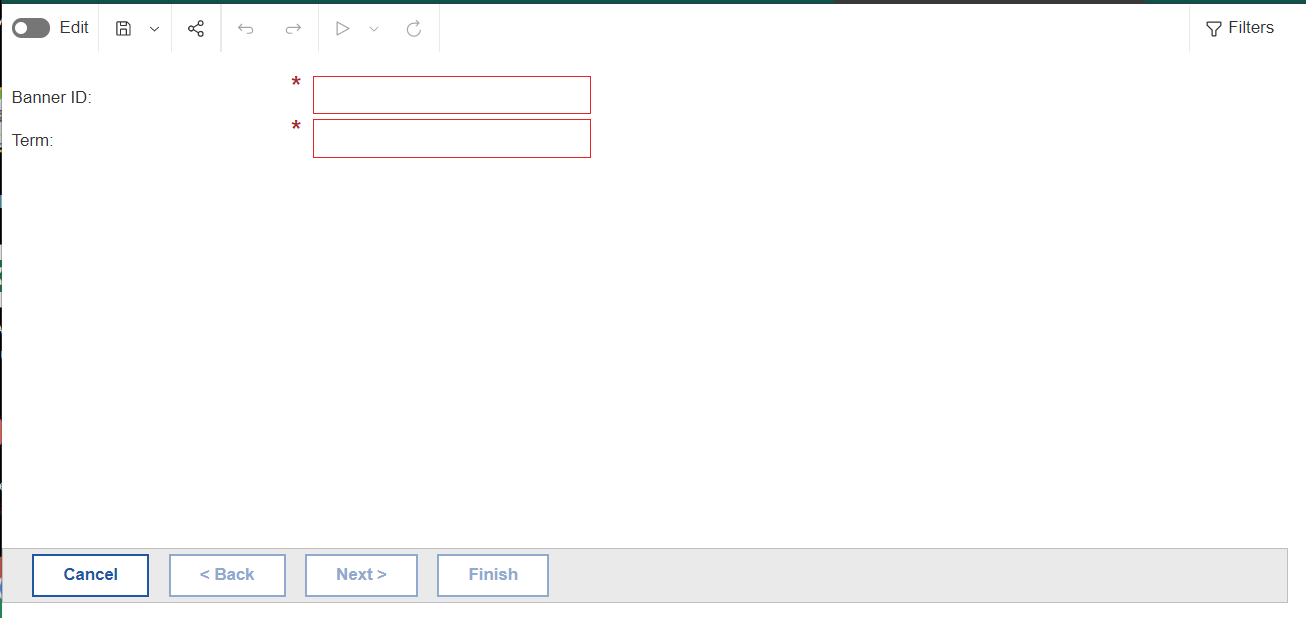 Edit
Filters
Banner ID: *
Term: *
Cancel < Back Next > Finish